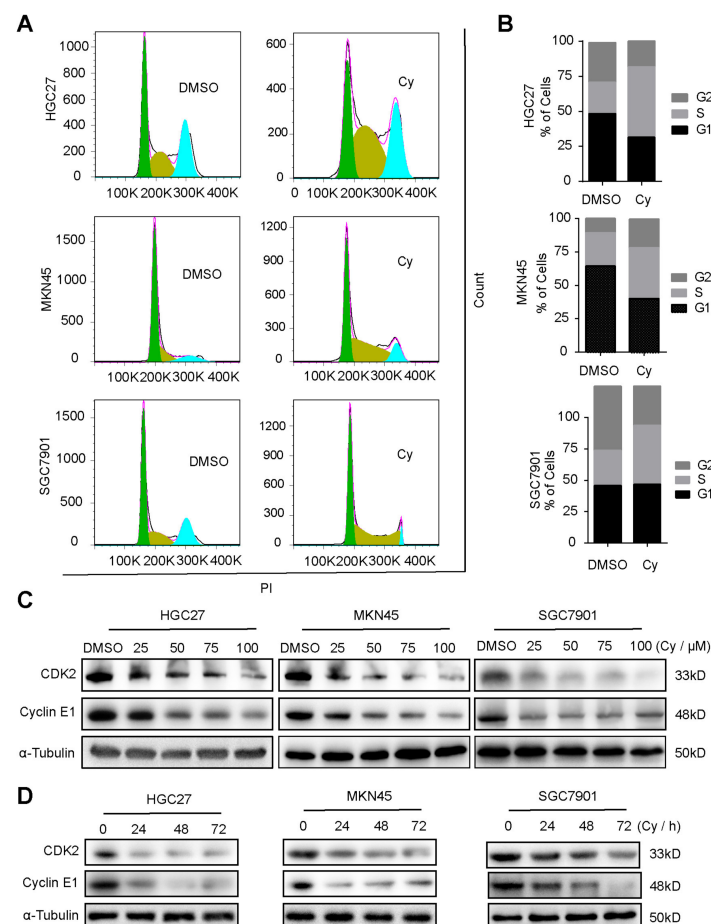 A
B
HGC27
1000
800
600
400
200
0
DMSO
100K 200K 300K 400K
600
400
200
0
Cy
0 100K 200K 300K 400K
HGC27
% of Cells
100
75
50
25
0
DMSO Cy
G2
S
G1
MKN45
1500
1000
500
0
DMSO
100K 200K 300K 400K
1200
900
600
300
0
Cy
100K 200K 300K 400K
Count
MKN45
% of Cells
100
75
50
25
0
DMSO Cy
G2
S
G1
SGC7901
1500
1000
500
0
DMSO
100K 200K 300K 400K
1200
900
600
300
0
Cy
100K 200K 300K 400K
PI
SGC7901
% of Cells
100
75
50
25
0
DMSO Cy
G2
S
G1
C
HGC27 MKN45 SGC7901
DMSO 25 50 75 100 DMSO 25 50 75 100 DMSO 25 50 75 100 (Cy / μM)
CDK2 33kD
Cyclin E1 48kD
α-Tubulin 50kD
D
HGC27 MKN45 SGC7901
0 24 48 72 0 24 48 72 0 24 48 72 (Cy / h)
CDK2 33kD
Cyclin E1 48kD
α-Tubulin 50kD